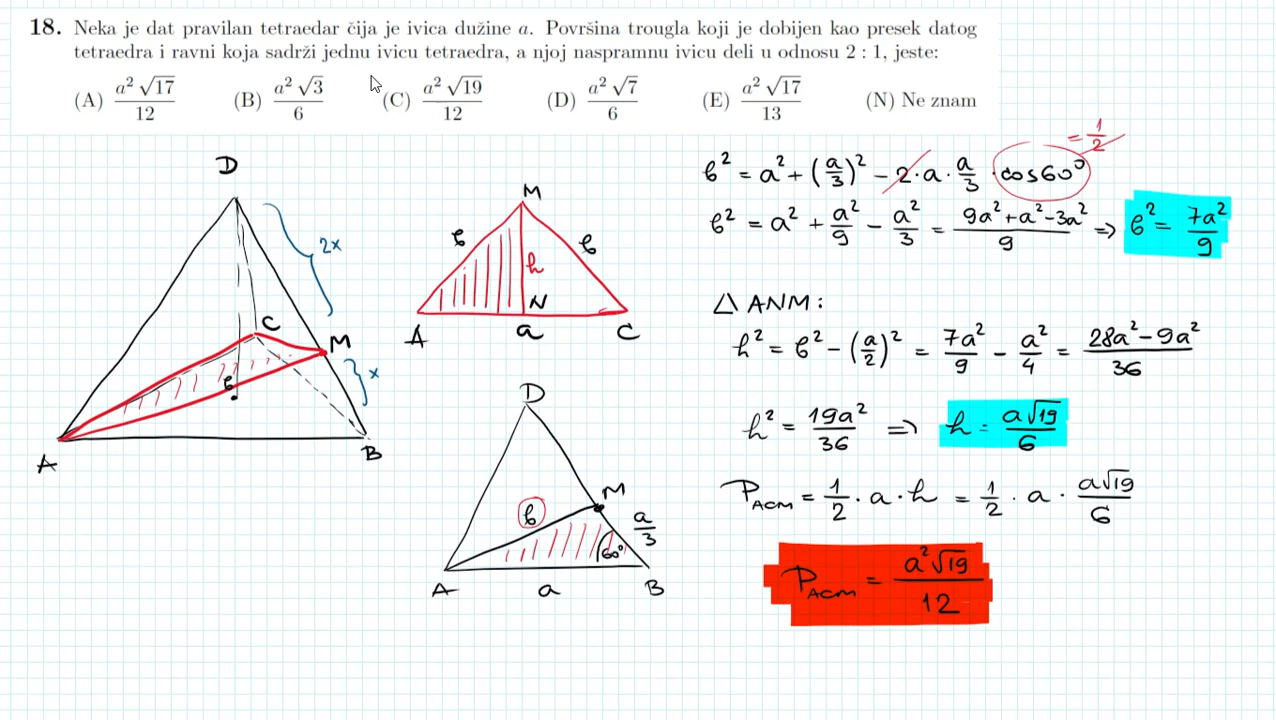 18. Neka je dat pravilan tetraedar čija je ivica dužine a. Površina trougla koji je dobijen kao presek datog
tetraedra i ravni koja sadrži jednu ivicu tetraedra, a njoj naspramnu ivicu deli u odnosu 2 : 1, jeste:
(A) a² √17 / 12 (B) a² √3 / 6 (C) a² √19 / 12 (D) a² √7 / 6 (E) a² √17 / 13 (N) Ne znam
D
2x
C
M
x
b
A
B
M
b
b
h
N
A
a
C
D
M
b
a/3
60°
A
a
B
= 1/2
b² = a² + (a/3)² - 2 · a · a/3 · cos60°
b² = a² + a²/9 - a²/3 = 9a²+a²-3a² / 9 => b² = 7a²/9
△ ANM:
h² = b² - (a/2)² = 7a²/9 - a²/4 = 28a²-9a² / 36
h² = 19a²/36 => h = a√19/6
P_ACM = 1/2 · a · h = 1/2 · a · a√19/6
P_ACM = a²√19/12